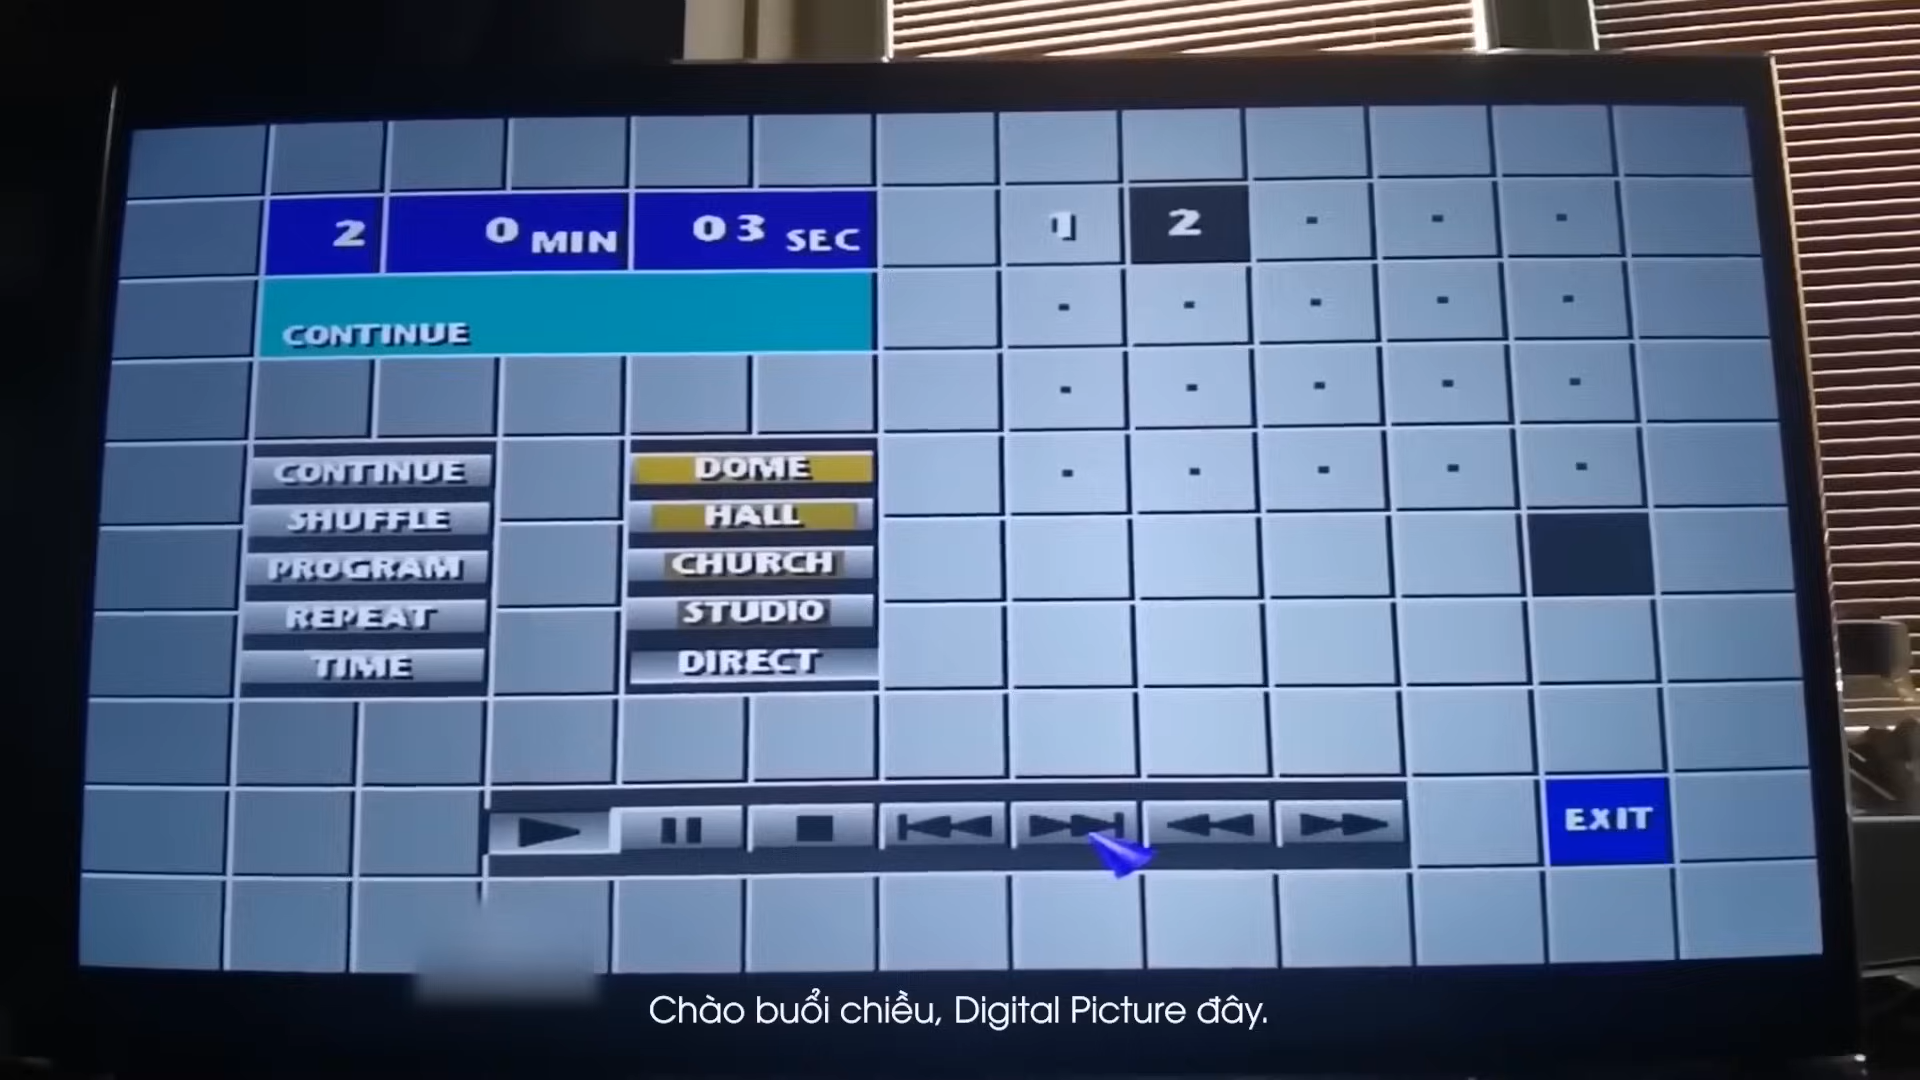 2 0 MIN 03 SEC 1 2
CONTINUE
CONTINUE
SHUFFLE
PROGRAM
REPEAT
TIME
DOME
HALL
CHURCH
STUDIO
DIRECT
EXIT
Chào buổi chiều, Digital Picture đây.